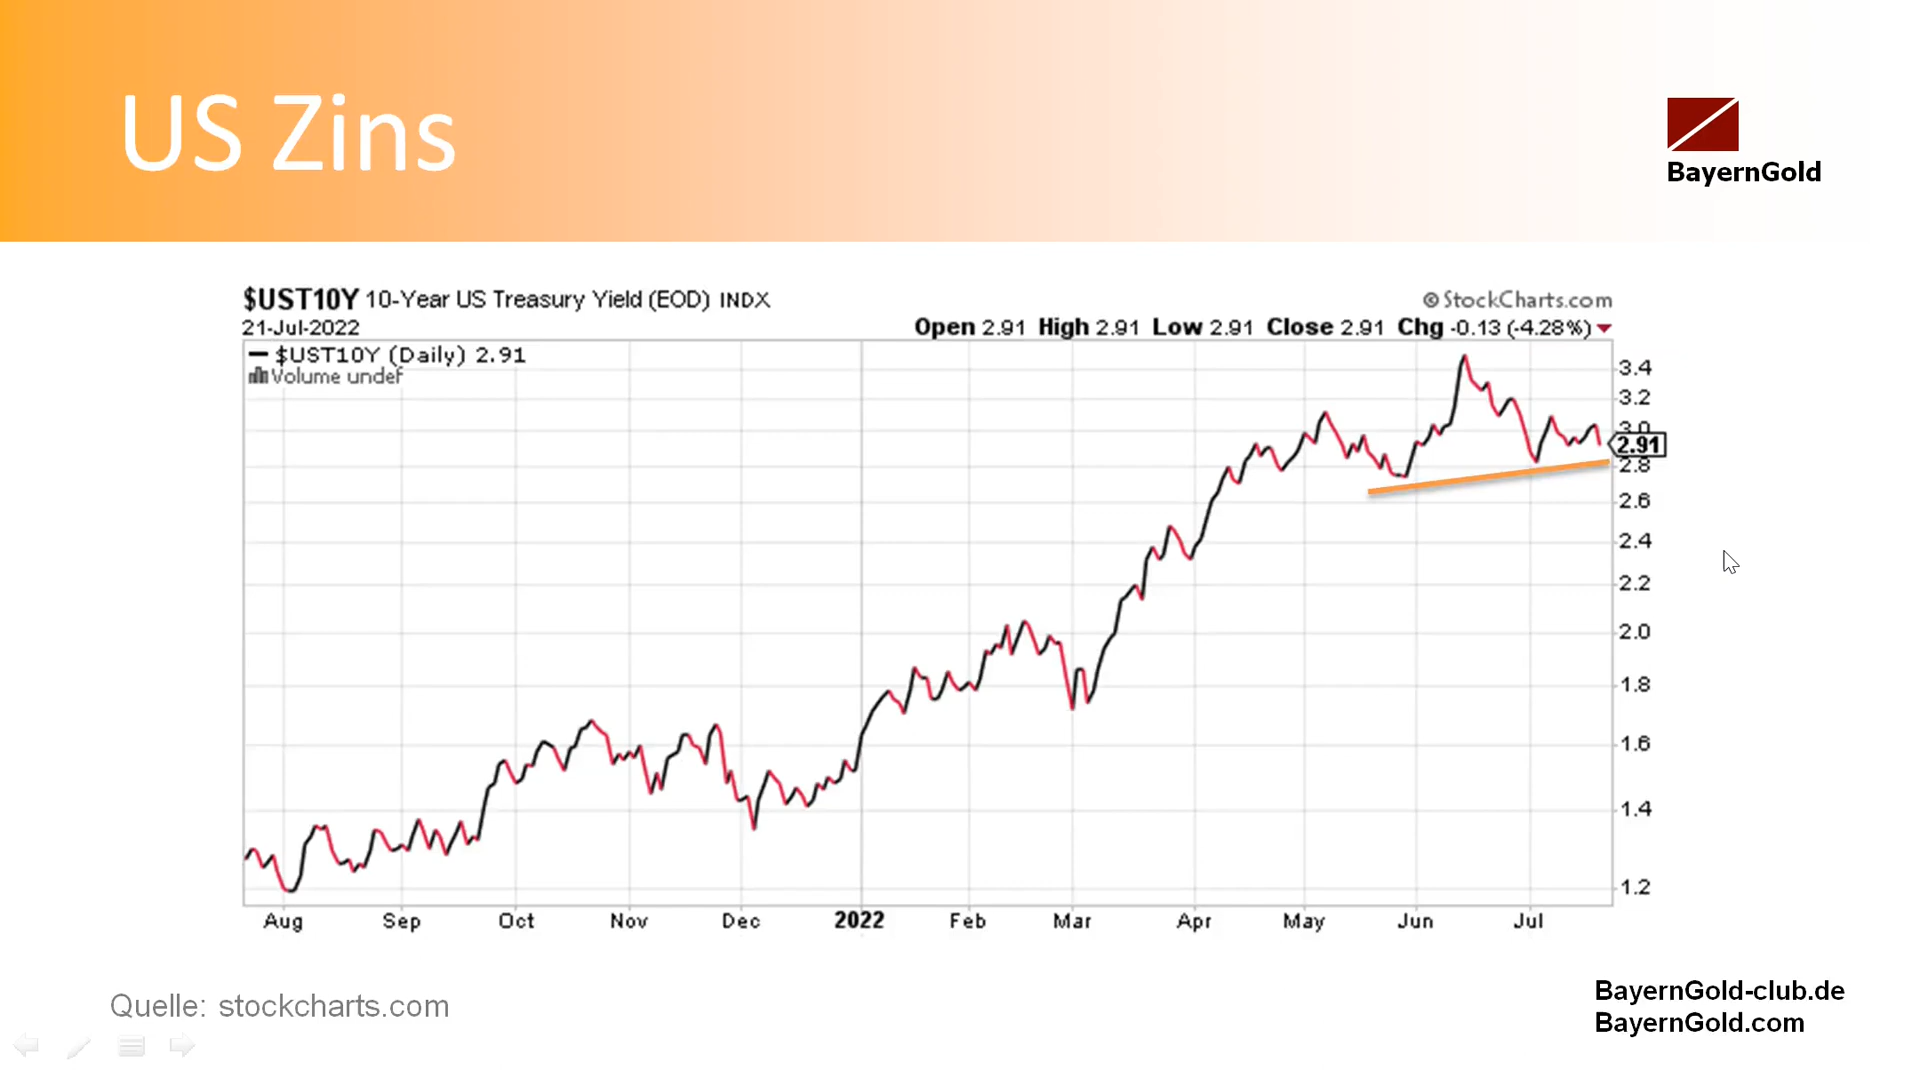 US Zins
BayernGold
$UST10Y 10-Year US Treasury Yield (EOD) INDX
© StockCharts.com
21-Jul-2022
Open 2.91 High 2.91 Low 2.91 Close 2.91 Chg -0.13 (-4.28%)
$UST10Y (Daily) 2.91
Volume undef
3.4
3.2
3.0
2.91
2.8
2.6
2.4
2.2
2.0
1.8
1.6
1.4
1.2
Aug Sep Oct Nov Dec 2022 Feb Mar Apr May Jun Jul
Quelle: stockcharts.com
BayernGold-club.de
BayernGold.com